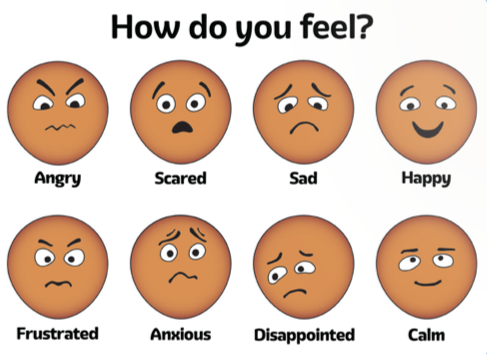 How do you feel?
Angry Scared Sad Happy
Frustrated Anxious Disappointed Calm